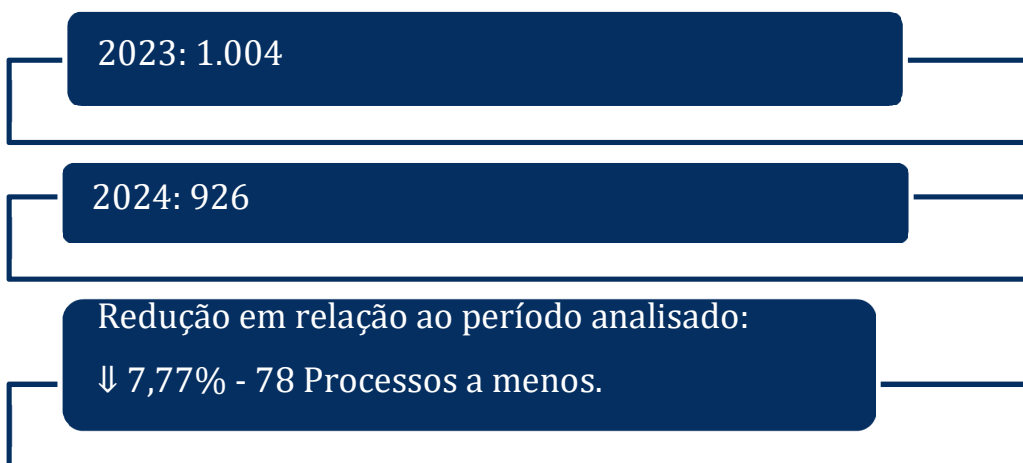 2023: 1.004
2024: 926
Redução em relação ao período analisado:
⇓ 7,77% - 78 Processos a menos.